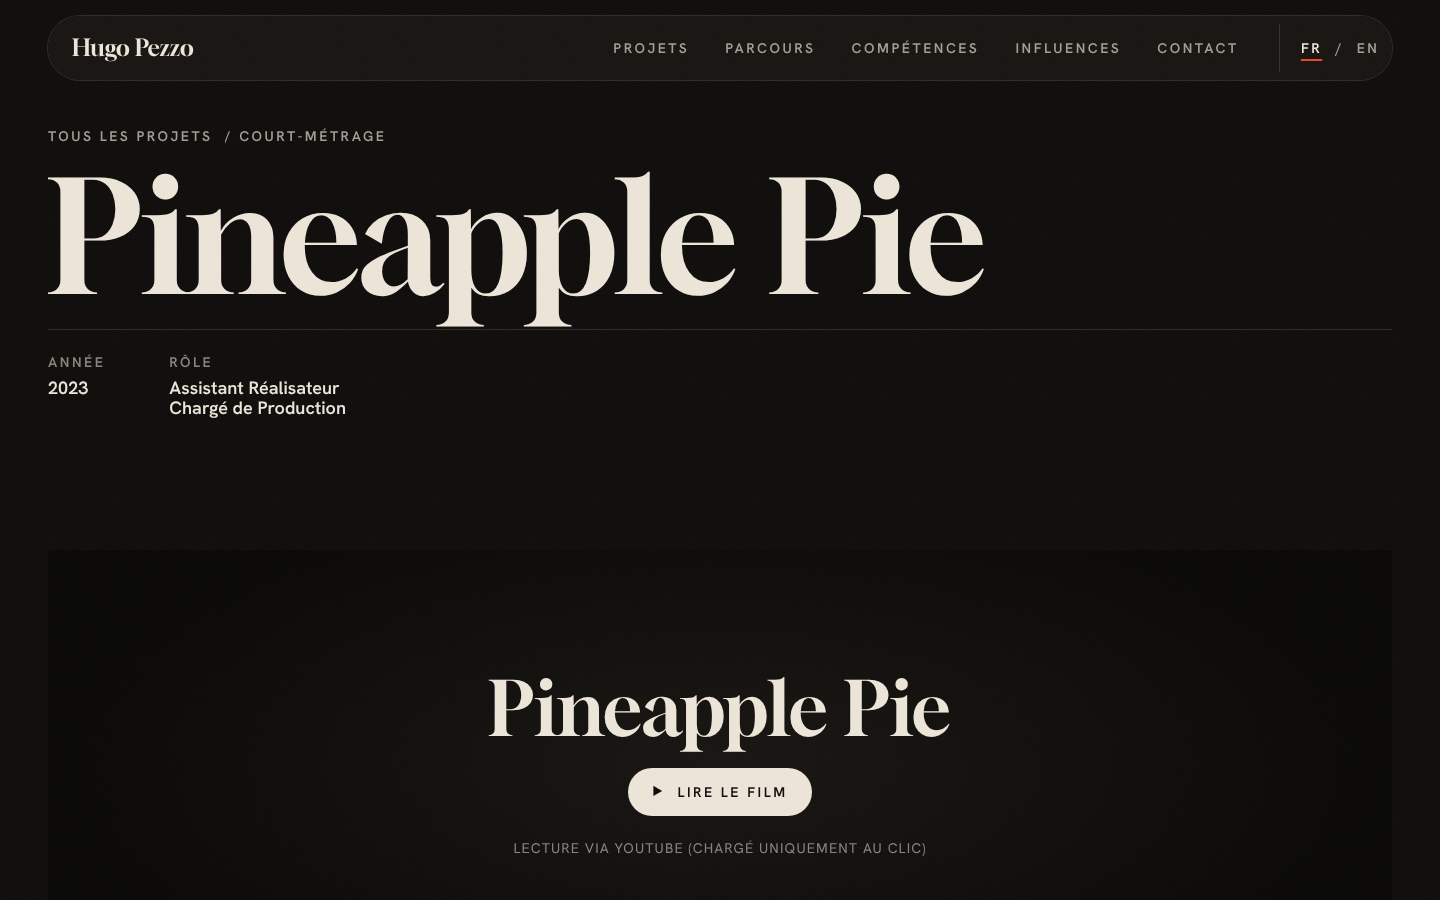 Hugo Pezzo
PROJETS PARCOURS COMPÉTENCES INFLUENCES CONTACT FR / EN
TOUS LES PROJETS / COURT-MÉTRAGE
Pineapple Pie
ANNÉE
2023
RÔLE
Assistant Réalisateur
Chargé de Production
Pineapple Pie
LIRE LE FILM
LECTURE VIA YOUTUBE (CHARGÉ UNIQUEMENT AU CLIC)